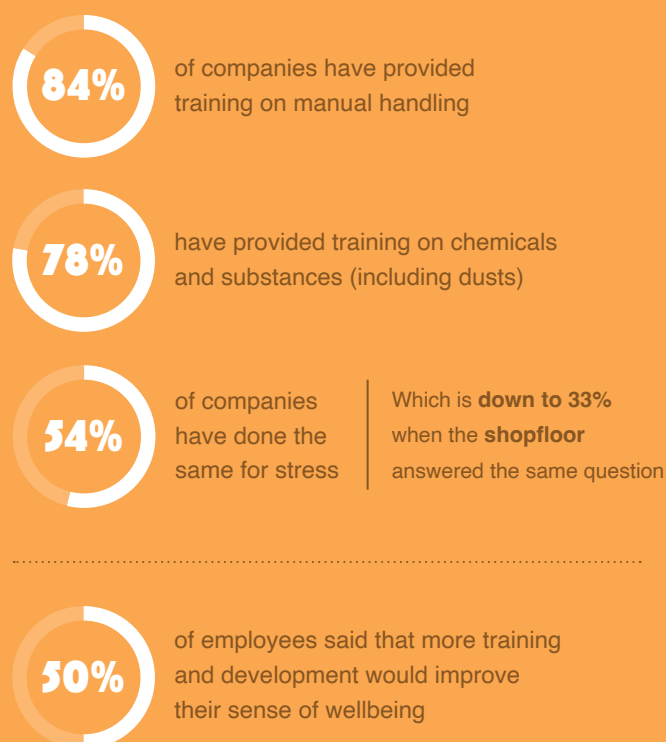 84%
of companies have provided
training on manual handling
78%
have provided training on chemicals
and substances (including dusts)
54%
of companies
have done the
same for stress
Which is down to 33%
when the shopfloor
answered the same question
50%
of employees said that more training
and development would improve
their sense of wellbeing